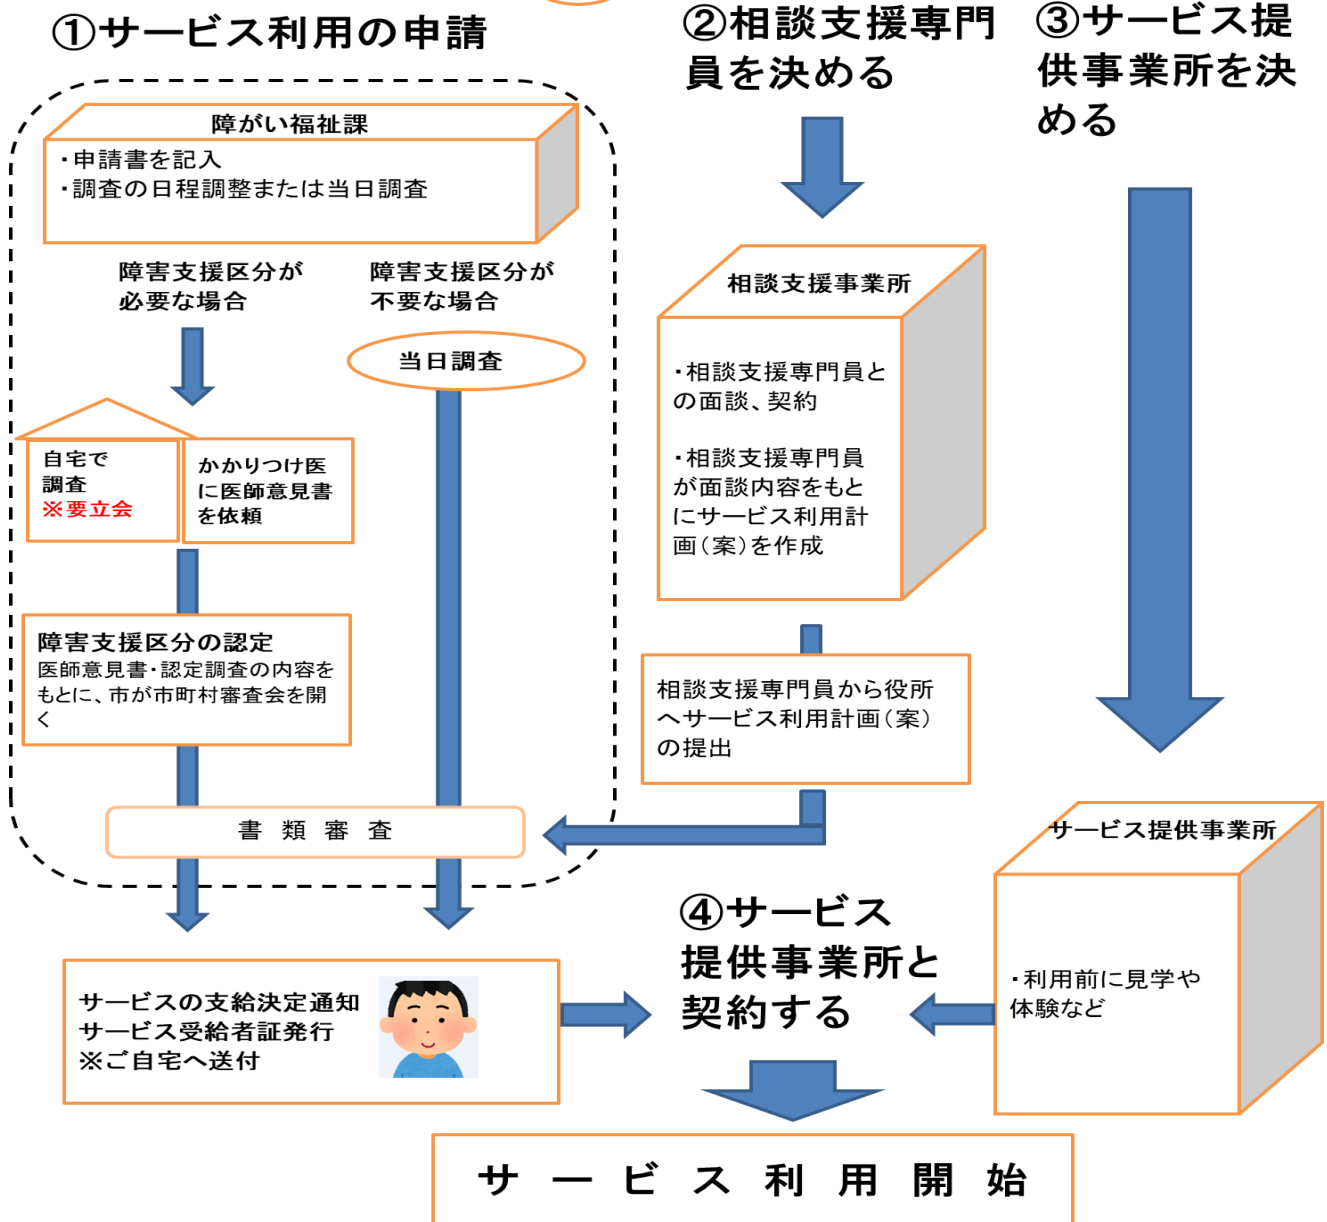 ①サービス利用の申請
障がい福祉課
・申請書を記入
・調査の日程調整または当日調査
障害支援区分が
必要な場合
障害支援区分が
不要な場合
当日調査
自宅で
調査
※要立会
かかりつけ医
に医師意見書
を依頼
障害支援区分の認定
医師意見書・認定調査の内容を
もとに、市が市町村審査会を開
く
書類審査
サービスの支給決定通知
サービス受給者証発行
※ご自宅へ送付
②相談支援専門
員を決める
相談支援事業所
・相談支援専門員と
の面談、契約
・相談支援専門員
が面談内容をもと
にサービス利用計
画（案）を作成
相談支援専門員から役所
へサービス利用計画（案）
の提出
③サービス提
供事業所を決
める
サービス提供事業所
・利用前に見学や
体験など
④サービス
提供事業所と
契約する
サービス利用開始